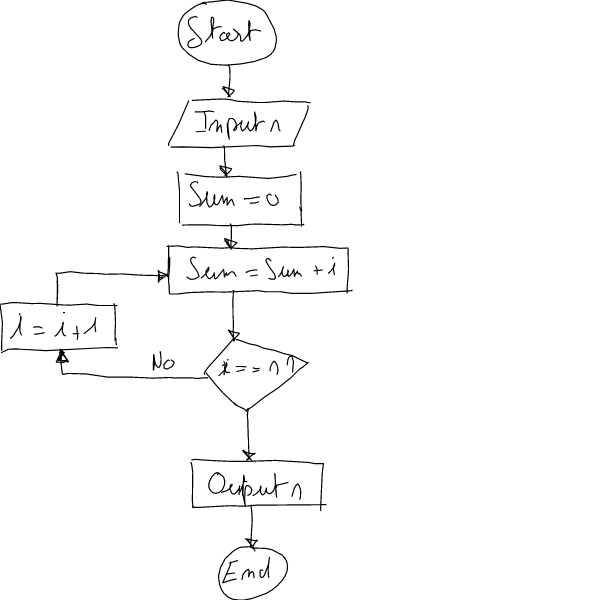 Start
Input n
Sum = 0
Sum = Sum + i
i = i + 1
No
i == n ?
Output n
End